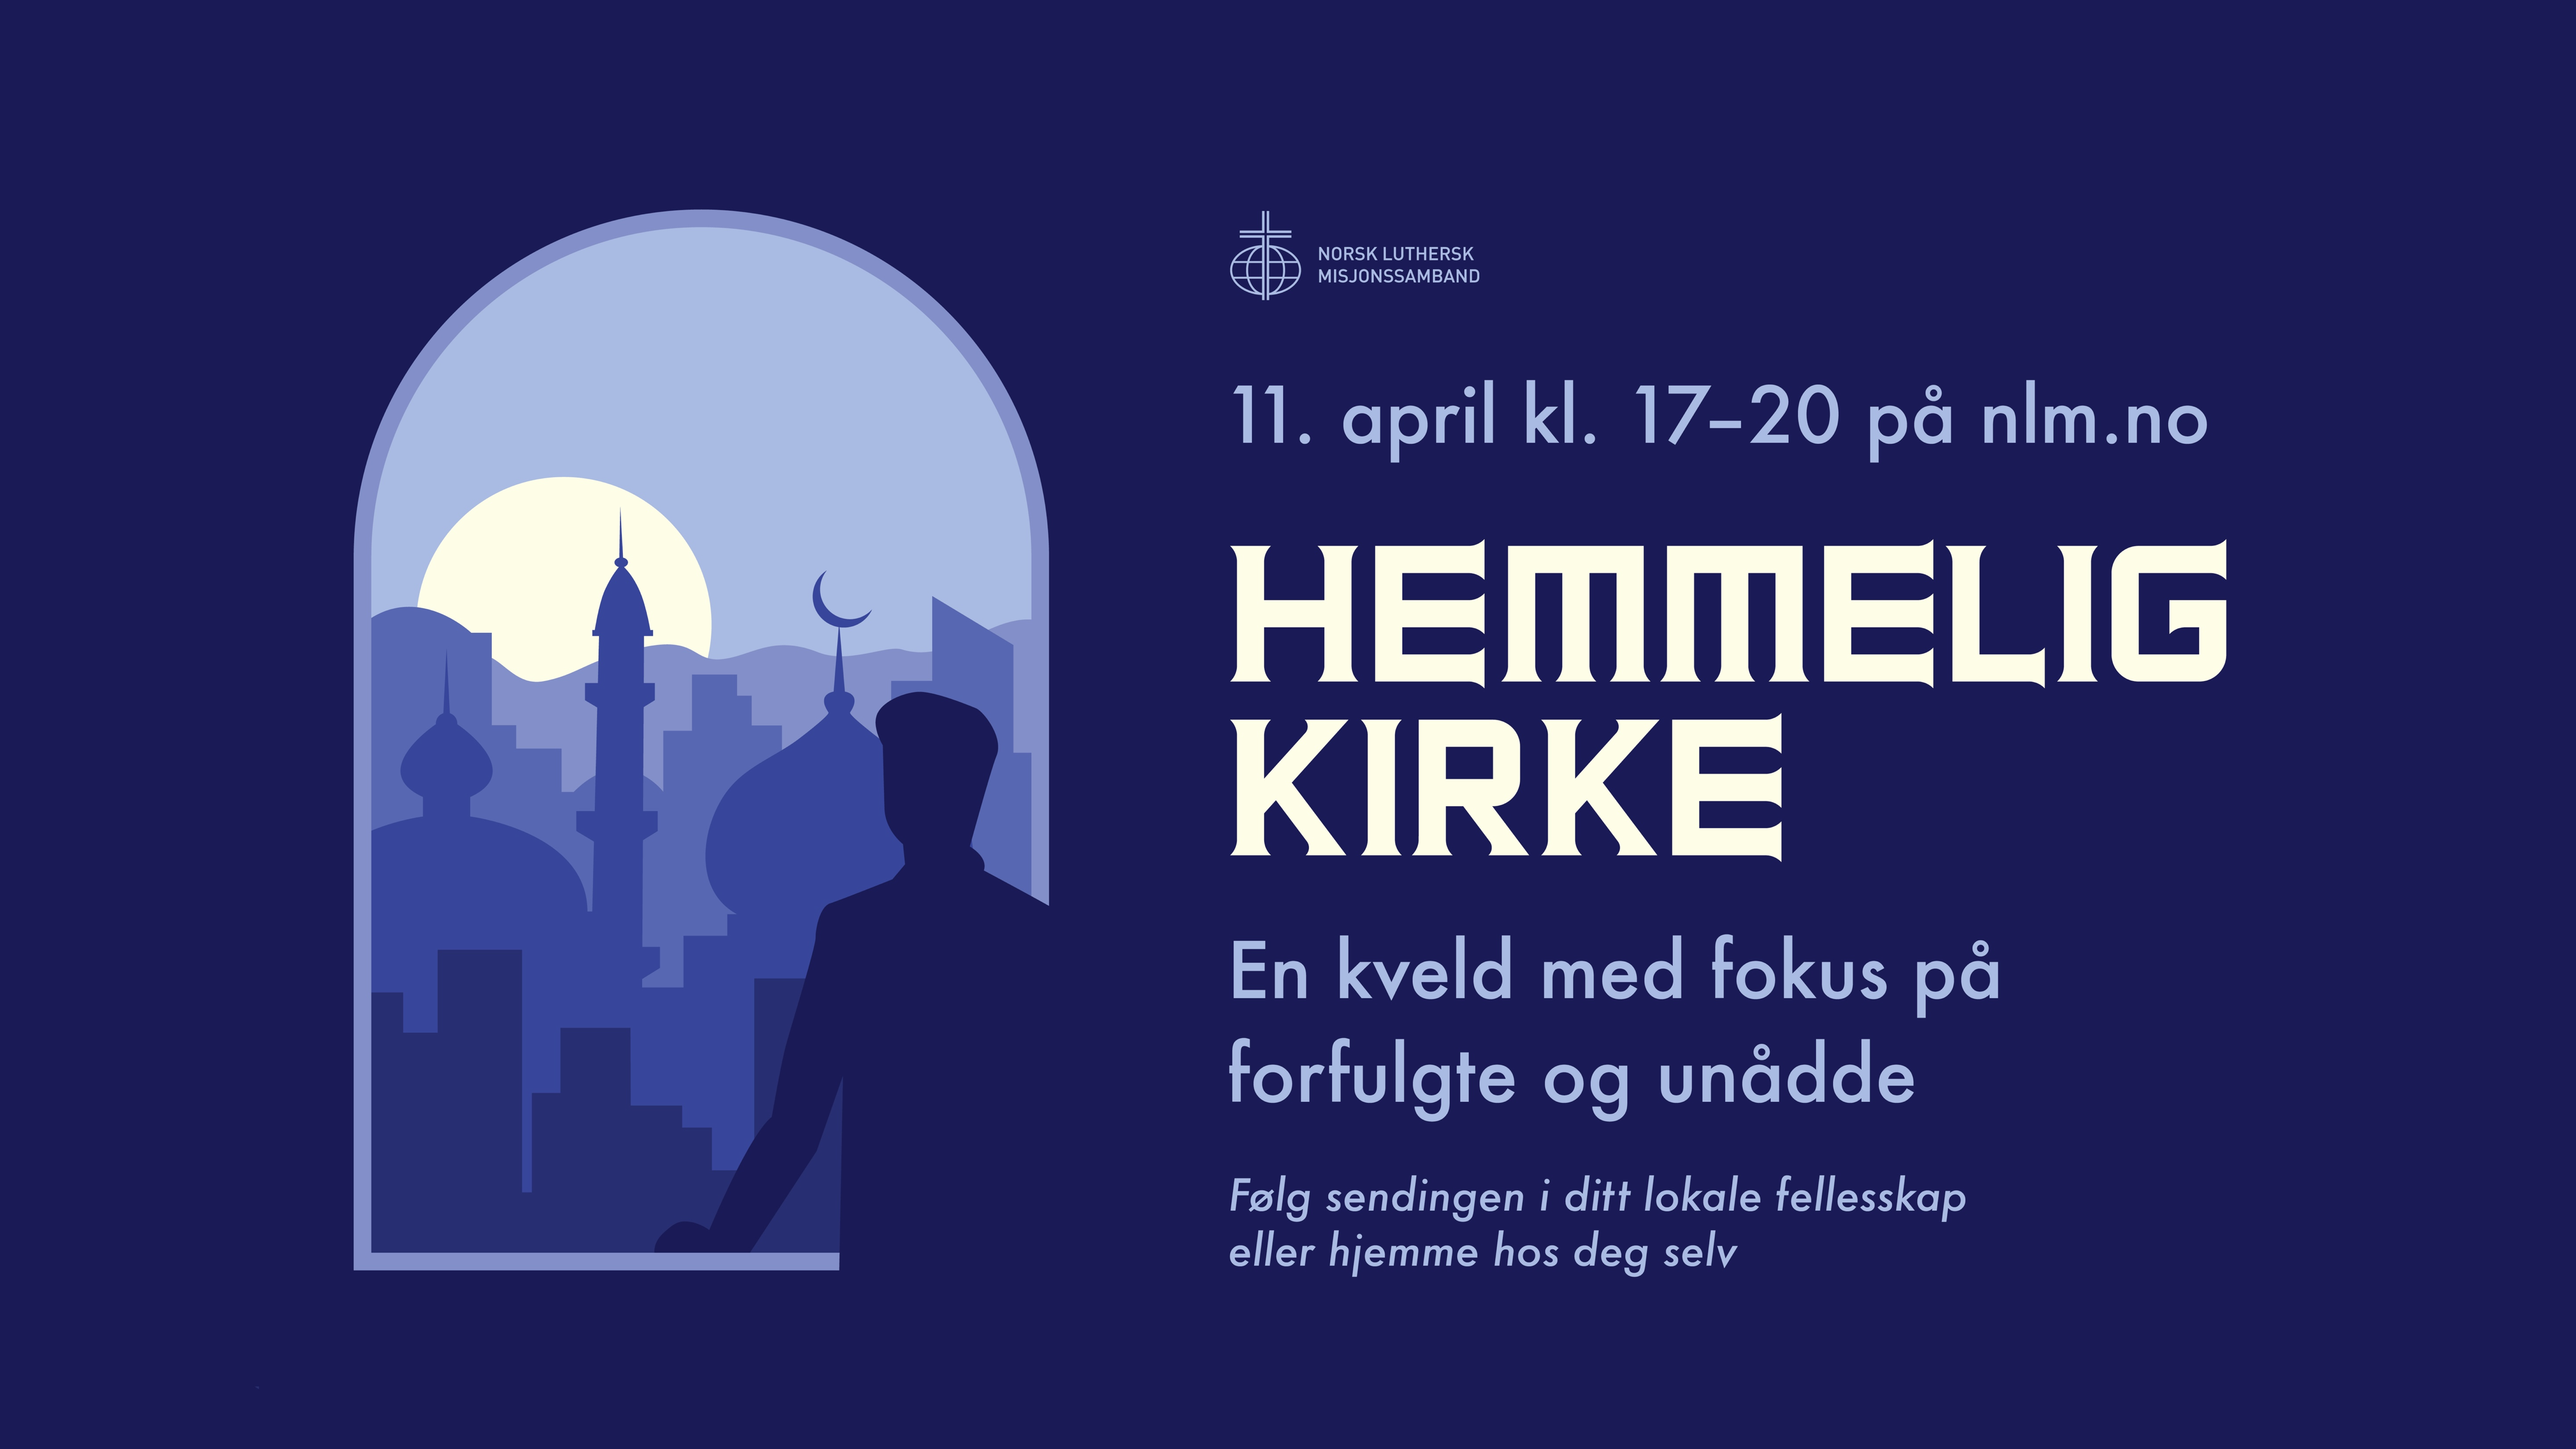 NORSK LUTHERSK
MISJONSSAMBAND
11. april kl. 17–20 på nlm.no
HEMMELIG
KIRKE
En kveld med fokus på
forfulgte og unådde
Følg sendingen i ditt lokale fellesskap
eller hjemme hos deg selv